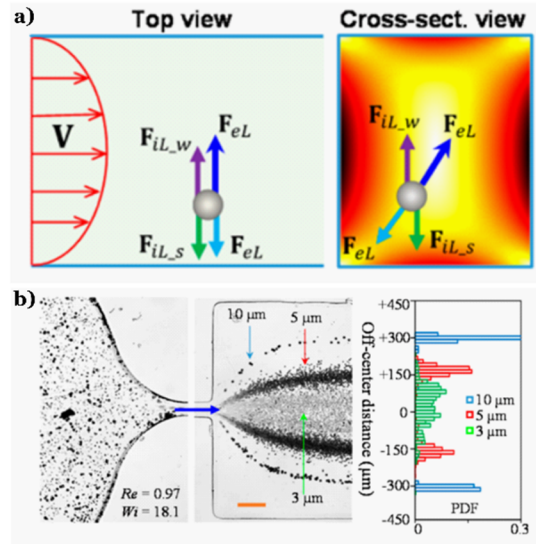 a)
Top view
Cross-sect. view
V
F_iL_w
F_eL
F_iL_s
F_eL
F_iL_w
F_eL
F_eL
F_iL_s
b)
10 μm
5 μm
3 μm
Re = 0.97
Wi = 18.1
+450
+300
+150
0
-150
-300
-450
Off-center distance (μm)
10 μm
5 μm
3 μm
PDF
0
0.3